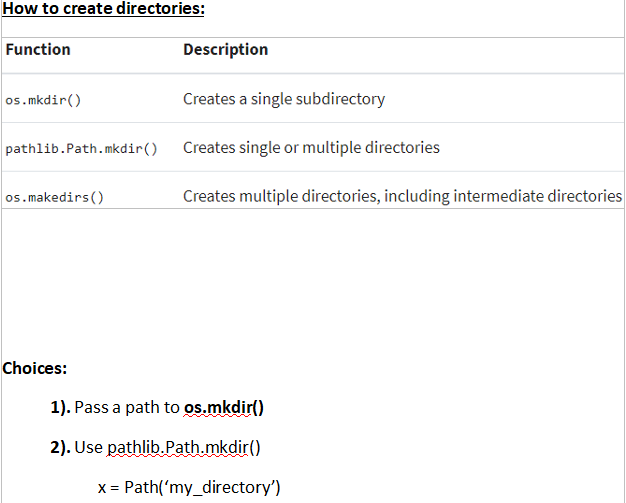 How to create directories:
Function Description
os.mkdir() Creates a single subdirectory
pathlib.Path.mkdir() Creates single or multiple directories
os.makedirs() Creates multiple directories, including intermediate directories
Choices:
1). Pass a path to os.mkdir()
2). Use pathlib.Path.mkdir()
x = Path(‘my_directory’)